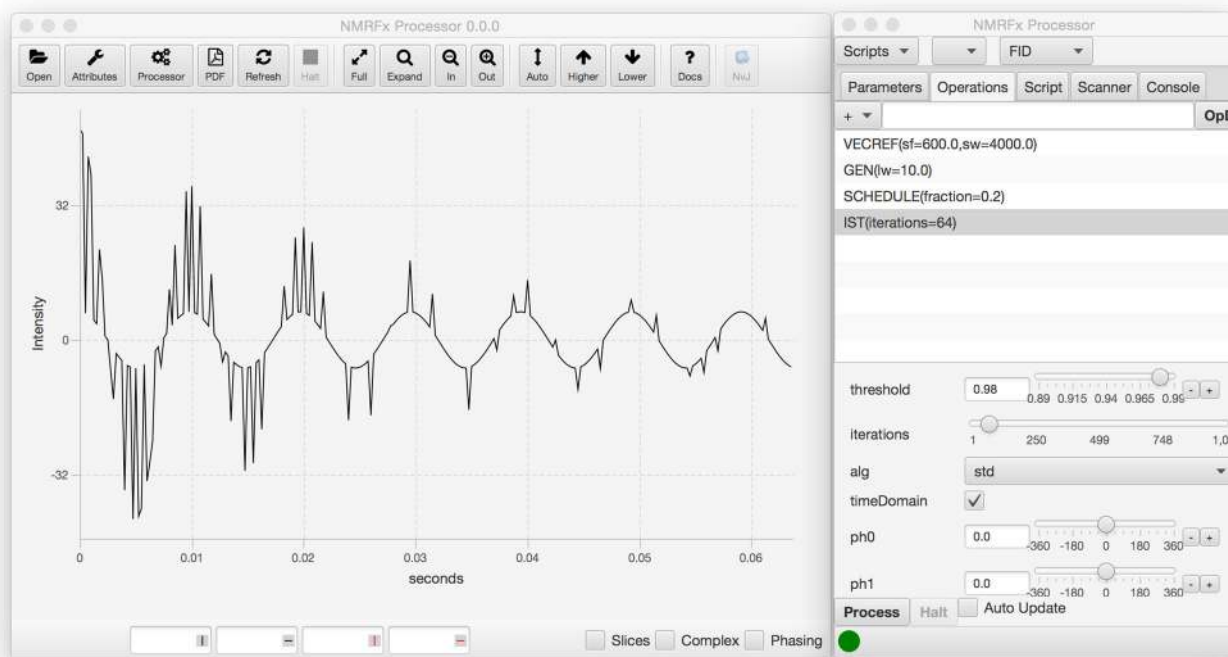 NMRFx Processor 0.0.0
Open Attributes Processor PDF Refresh Halt Full Expand In Out Auto Higher Lower Docs NvJ
32
0
-32
Intensity
0 0.01 0.02 0.03 0.04 0.05 0.06
seconds
Slices Complex Phasing
NMRFx Processor
Scripts FID
Parameters Operations Script Scanner Console
+
VECREF(sf=600.0,sw=4000.0)
GEN(lw=10.0)
SCHEDULE(fraction=0.2)
IST(iterations=64)
threshold 0.98 - +
0.89 0.915 0.94 0.965 0.99
iterations
1 250 499 748
alg std
timeDomain
ph0 0.0 - +
-360 -180 0 180 360
ph1 0.0 - +
-360 -180 0 180 360
Process Halt Auto Update